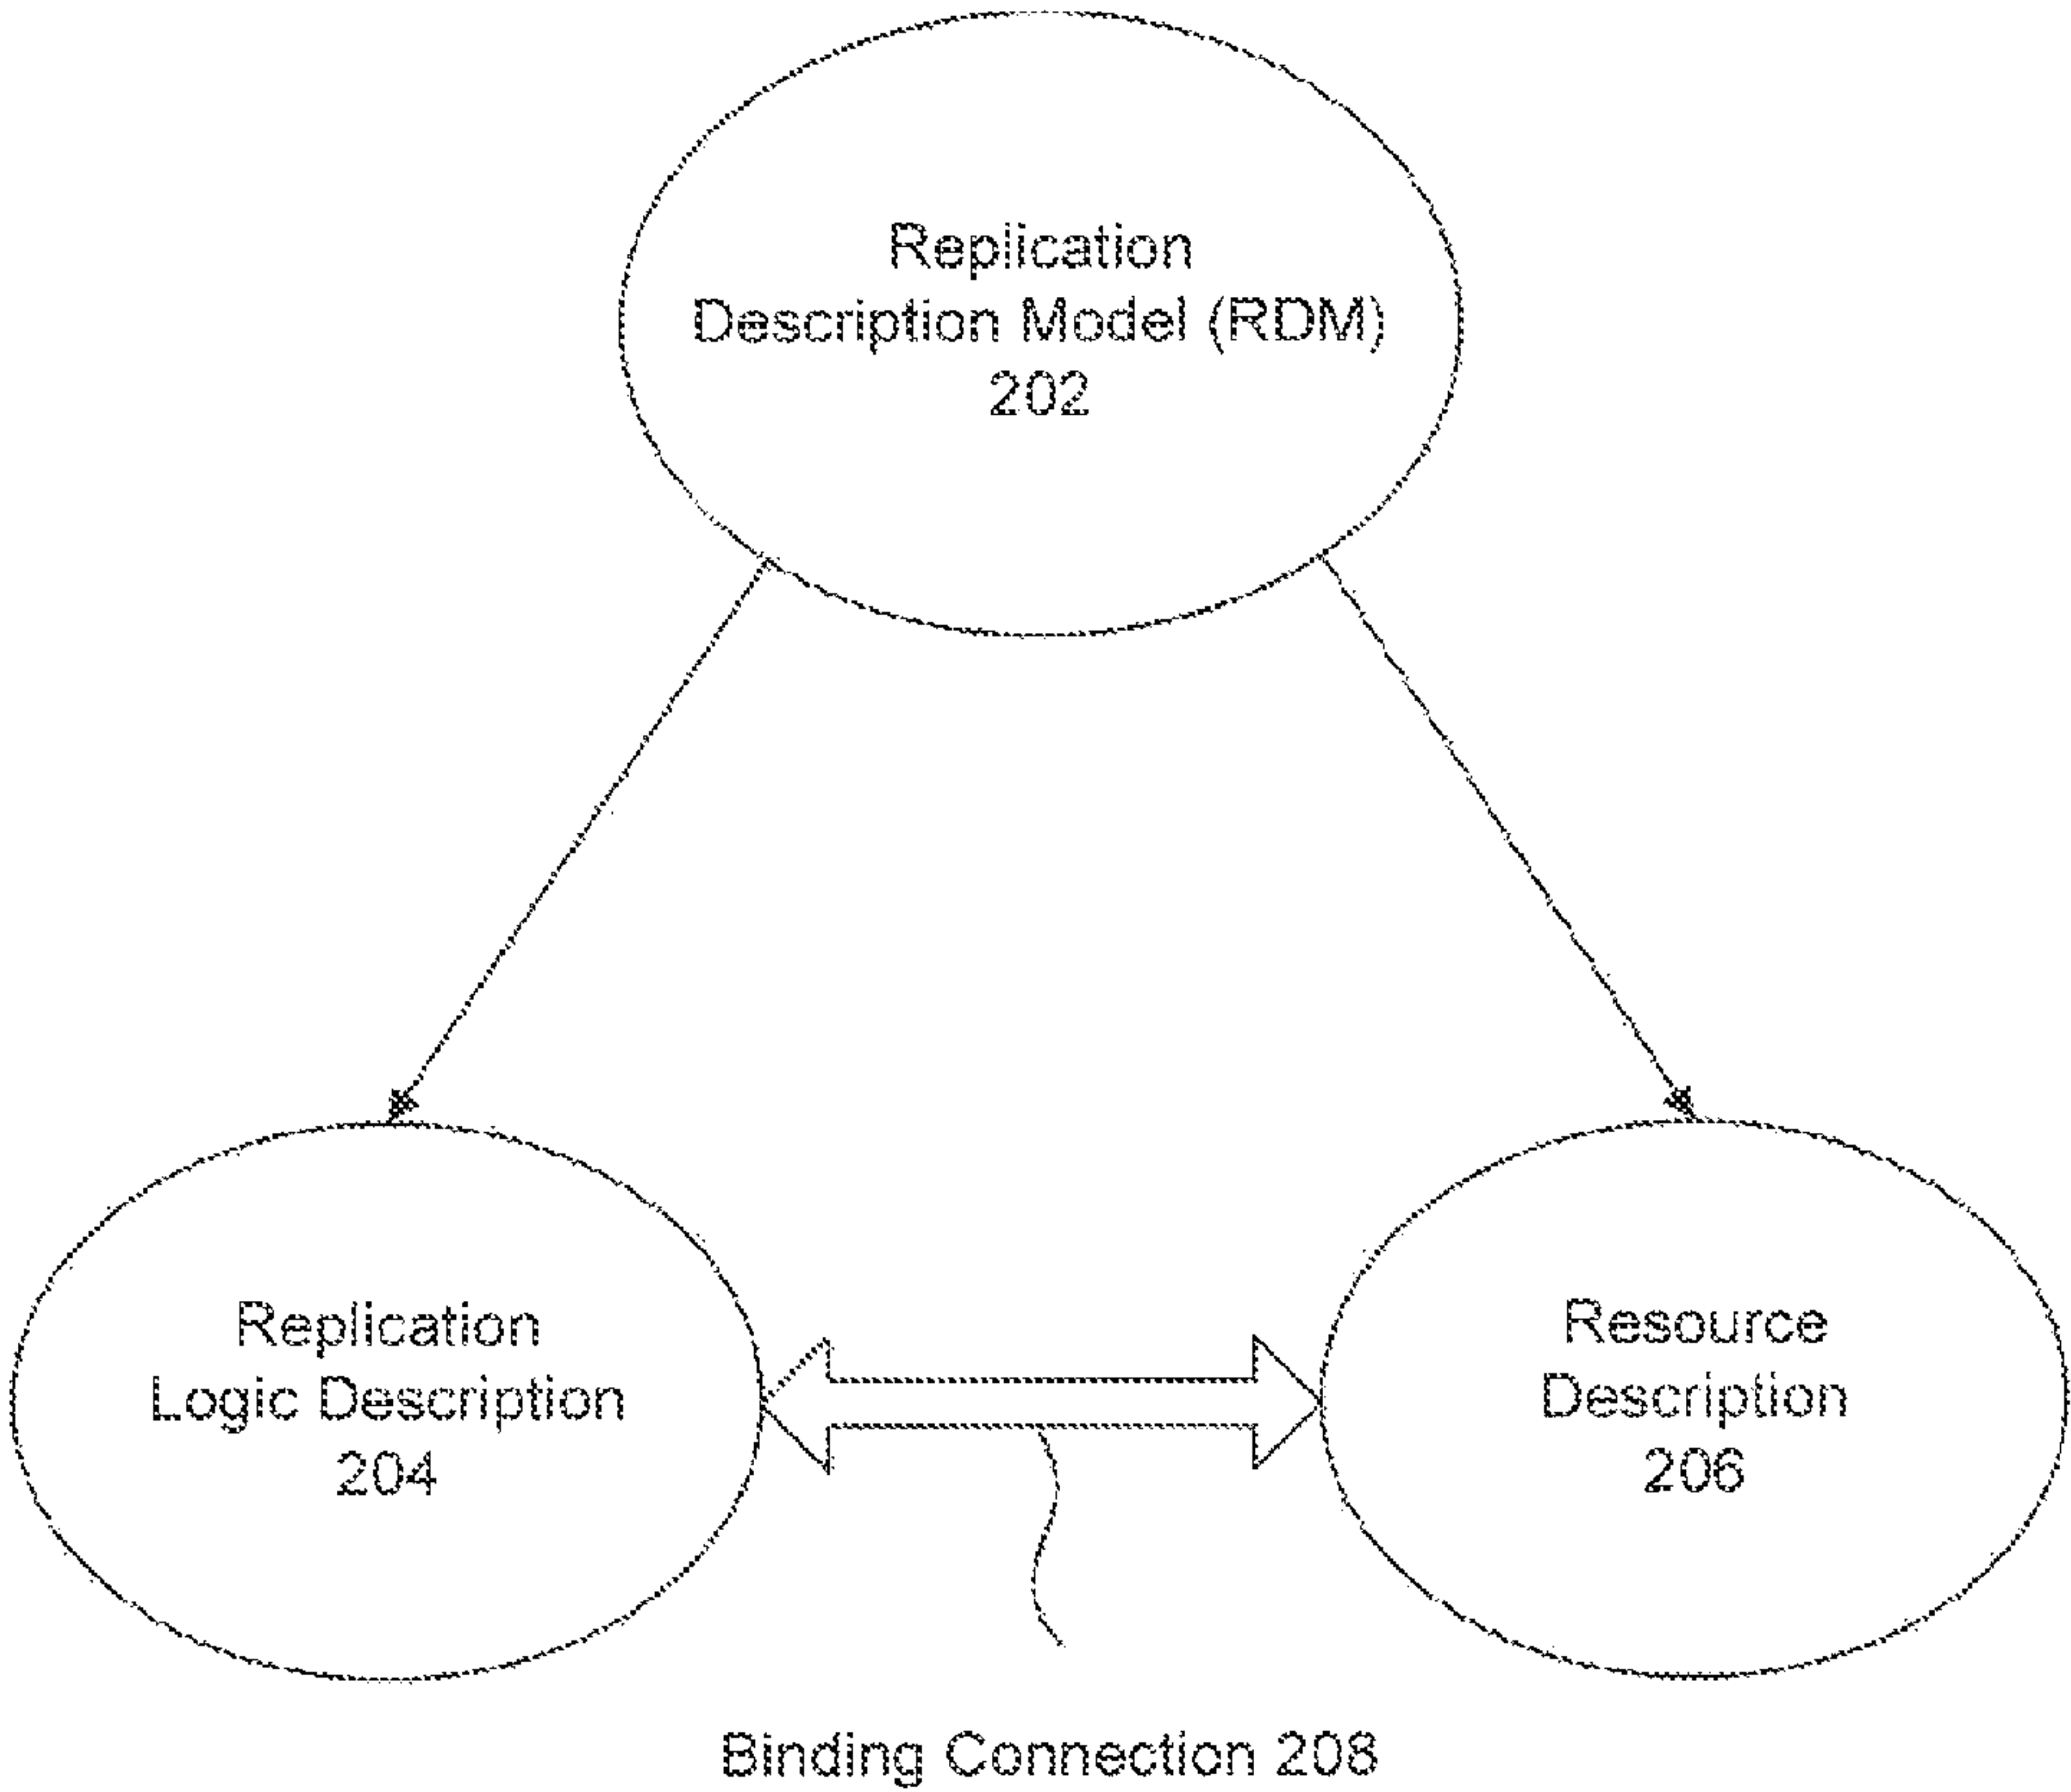 Replication
Description Model (RDM)
202
Replication
Logic Description
204
Resource
Description
206
Binding Connection 208